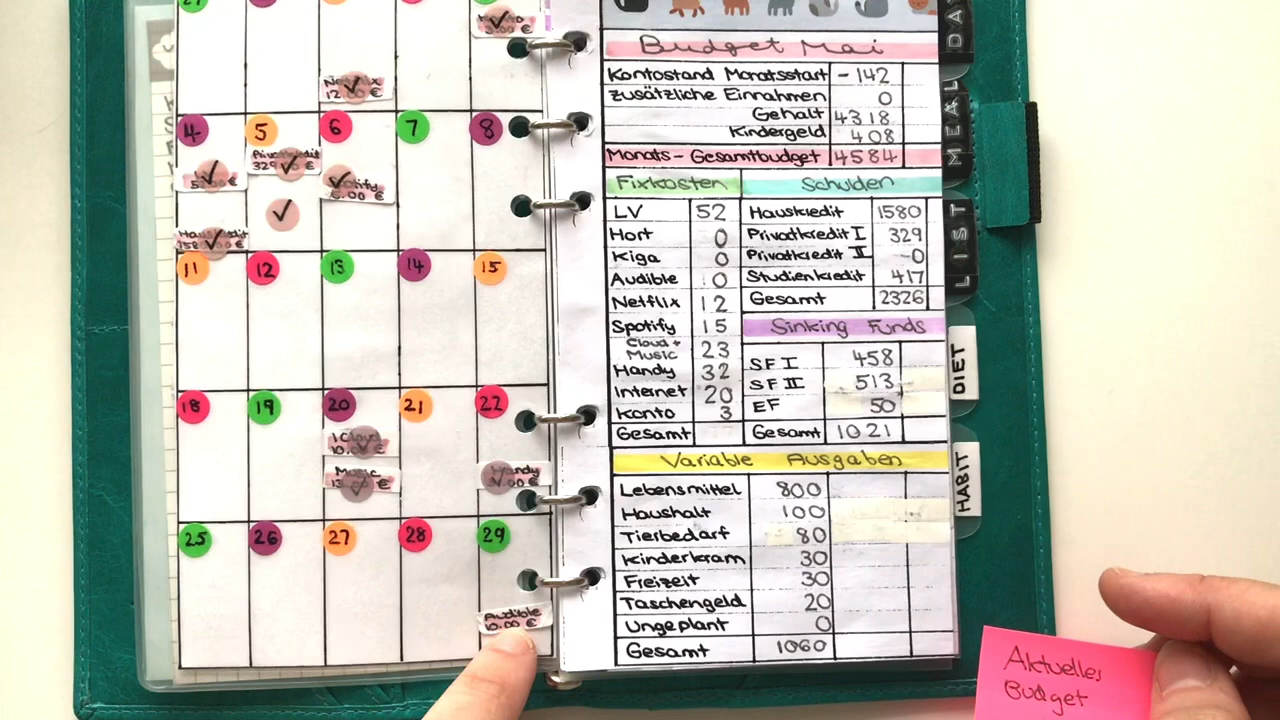 27
4
5
6
7
8
329
€
11
12
13
14
15
18
19
20
21
22
Music
Handy
25
26
27
28
29
Audible
10.00 €
Budget Mai
Kontostand Monatsstart -142
zusätzliche Einnahmen 0
Gehalt 4318
Kindergeld 408
Monats-Gesamtbudget 4584
Fixkosten
LV 52
Hort 0
Kiga 0
Audible 0
Netflix 12
Spotify 15
Cloud + Music 23
Handy 32
Internet 20
Konto 3
Gesamt
Schulden
Hauskredit 1580
Privatkredit I 329
Privatkredit II -0
Studienkredit 417
Gesamt 2326
Sinking Funds
SF I 458
SF II 513
EF 50
Gesamt 1021
Variable Ausgaben
Lebensmittel 800
Haushalt 100
Tierbedarf 80
Kinderkram 30
Freizeit 30
Taschengeld 20
Ungeplant 0
Gesamt 1060
DA
MEAL
LIST
DIET
HABIT
Aktuelles
Budget